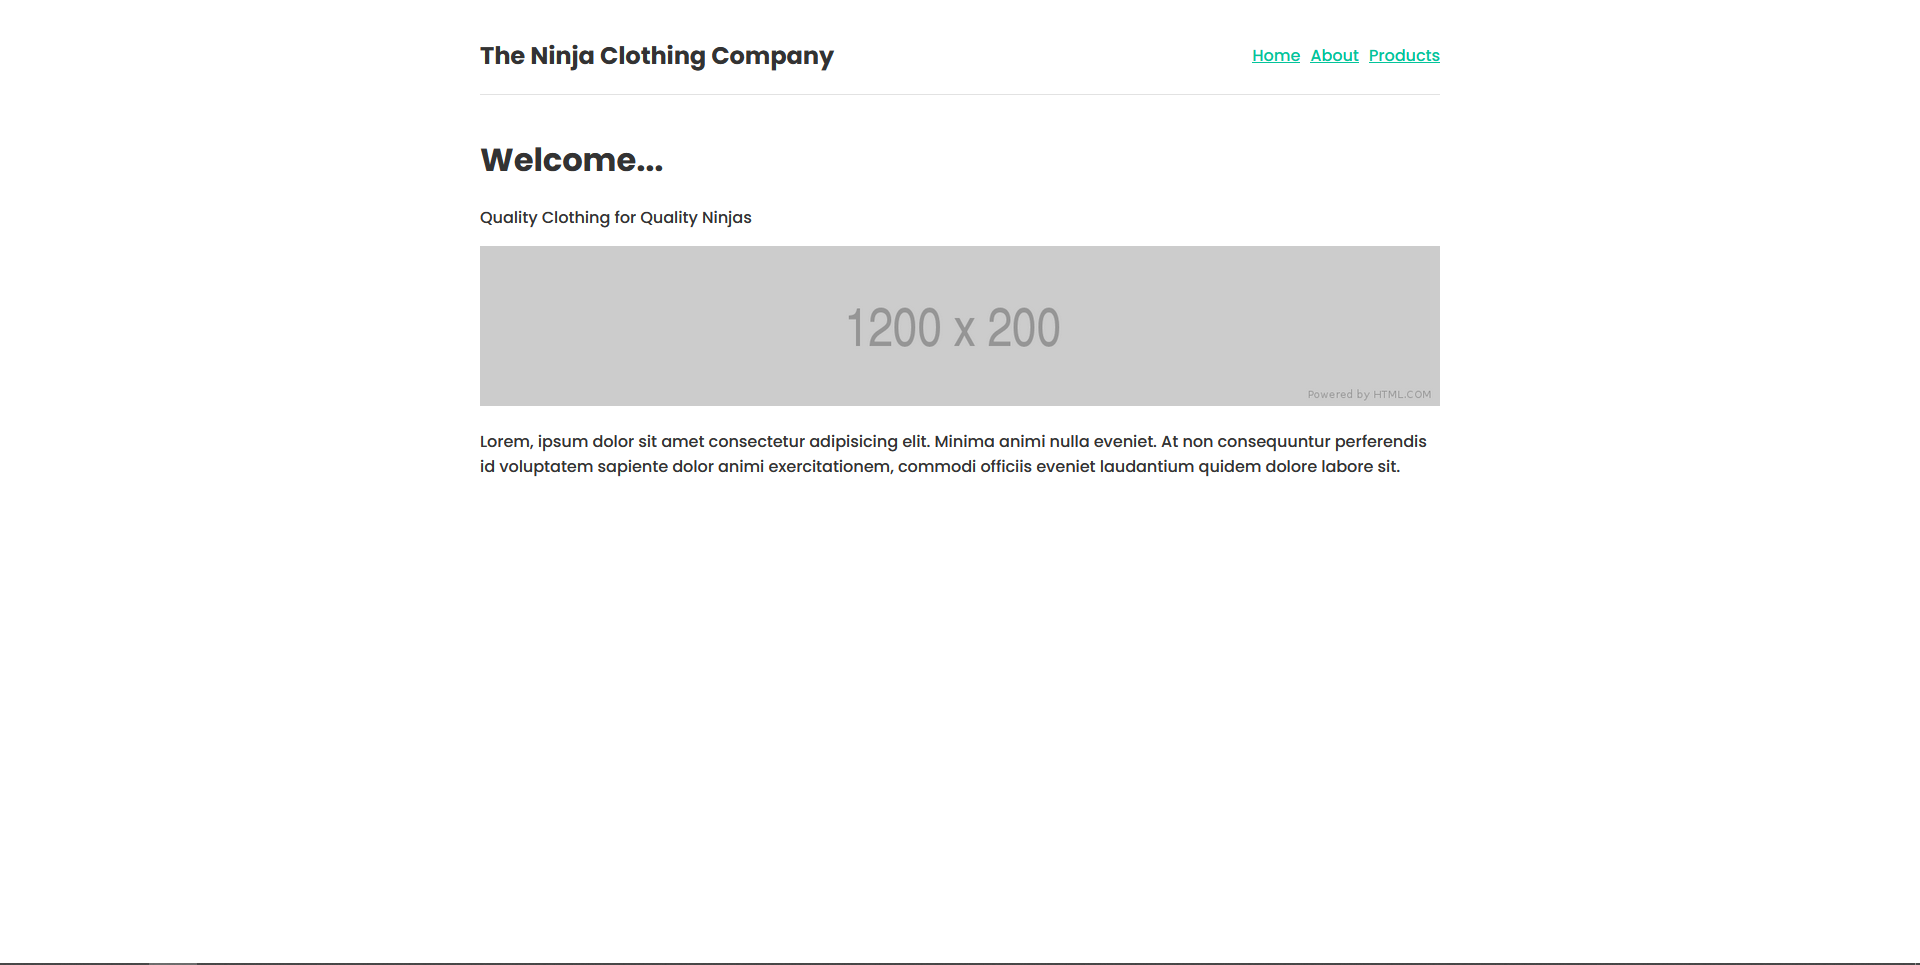 The Ninja Clothing Company
Home About Products
Welcome...
Quality Clothing for Quality Ninjas
1200 x 200
Powered by HTML.COM
Lorem, ipsum dolor sit amet consectetur adipisicing elit. Minima animi nulla eveniet. At non consequuntur perferendis
id voluptatem sapiente dolor animi exercitationem, commodi officiis eveniet laudantium quidem dolore labore sit.